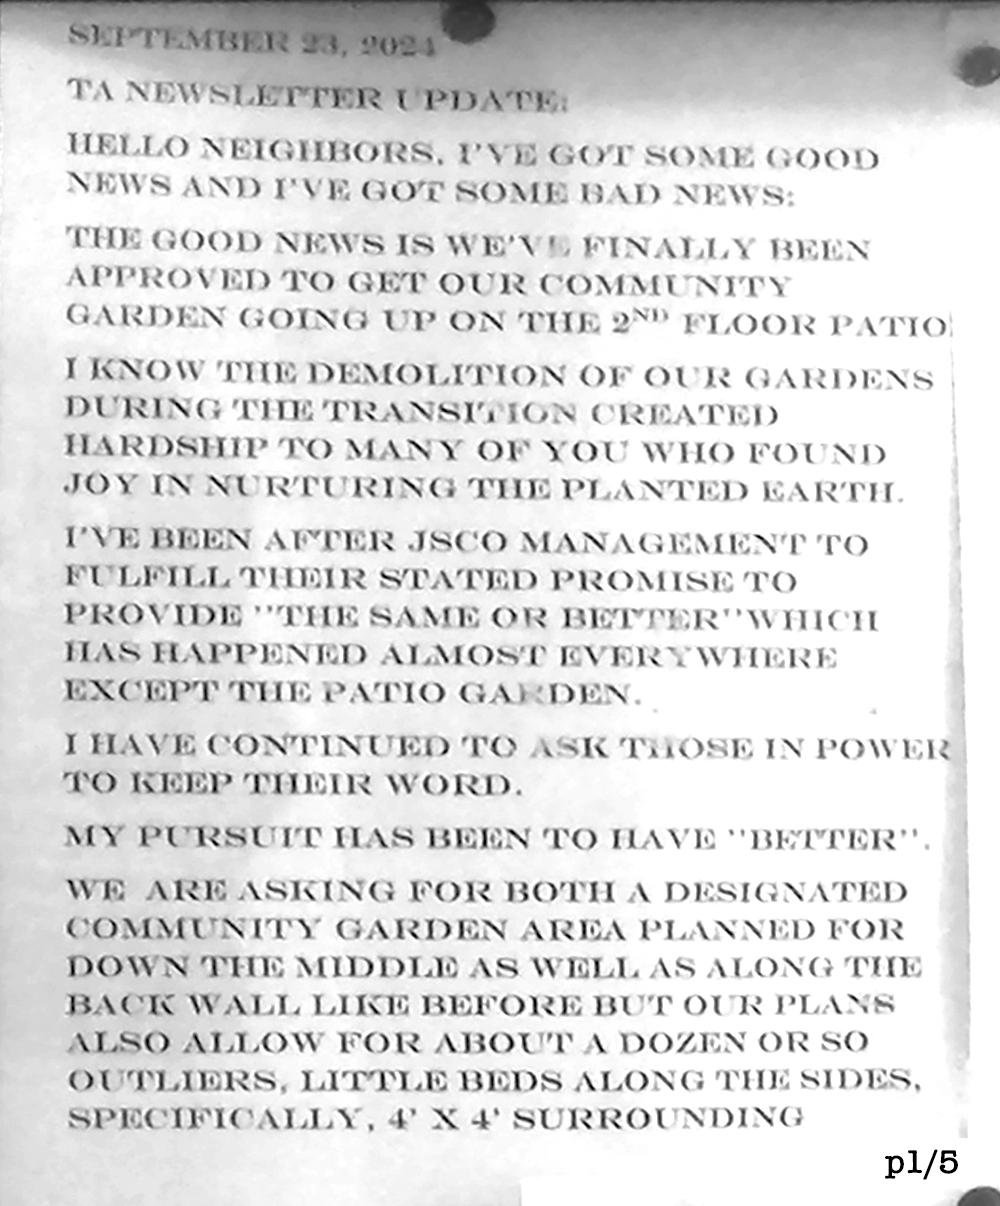 SEPTEMBER 23, 2024
TA NEWSLETTER UPDATE:
HELLO NEIGHBORS, I'VE GOT SOME GOOD
NEWS AND I'VE GOT SOME BAD NEWS:
THE GOOD NEWS IS WE'VE FINALLY BEEN
APPROVED TO GET OUR COMMUNITY
GARDEN GOING UP ON THE 2ND FLOOR PATIO
I KNOW THE DEMOLITION OF OUR GARDENS
DURING THE TRANSITION CREATED
HARDSHIP TO MANY OF YOU WHO FOUND
JOY IN NURTURING THE PLANTED EARTH.
I'VE BEEN AFTER JSCO MANAGEMENT TO
FULFILL THEIR STATED PROMISE TO
PROVIDE "THE SAME OR BETTER"WHICH
HAS HAPPENED ALMOST EVERYWHERE
EXCEPT THE PATIO GARDEN.
I HAVE CONTINUED TO ASK THOSE IN POWER
TO KEEP THEIR WORD.
MY PURSUIT HAS BEEN TO HAVE "BETTER".
WE ARE ASKING FOR BOTH A DESIGNATED
COMMUNITY GARDEN AREA PLANNED FOR
DOWN THE MIDDLE AS WELL AS ALONG THE
BACK WALL LIKE BEFORE BUT OUR PLANS
ALSO ALLOW FOR ABOUT A DOZEN OR SO
OUTLIERS, LITTLE BEDS ALONG THE SIDES,
SPECIFICALLY, 4' X 4' SURROUNDING
p1/5